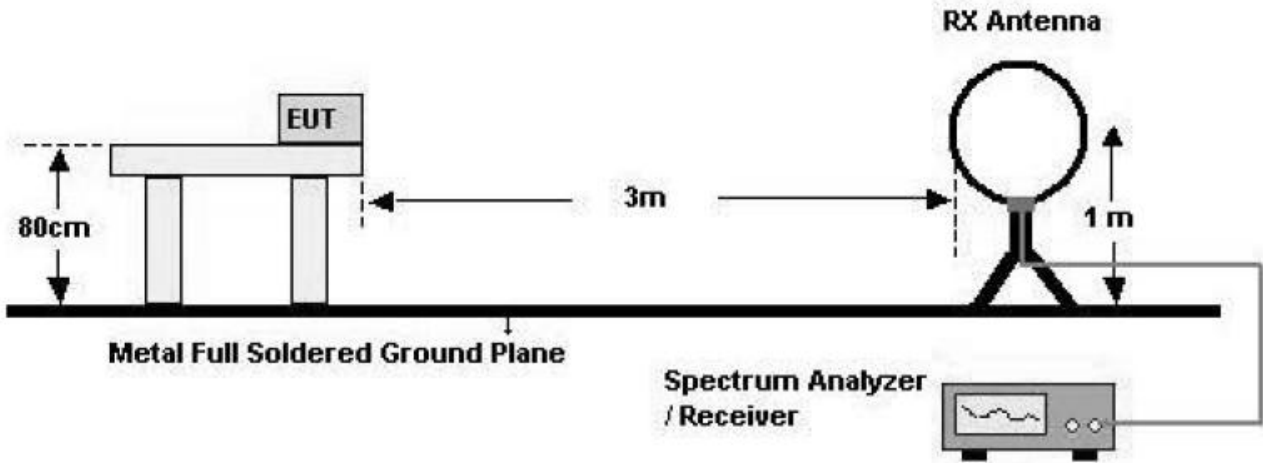 RX Antenna
EUT
80cm
3m
1 m
Metal Full Soldered Ground Plane
Spectrum Analyzer
/ Receiver